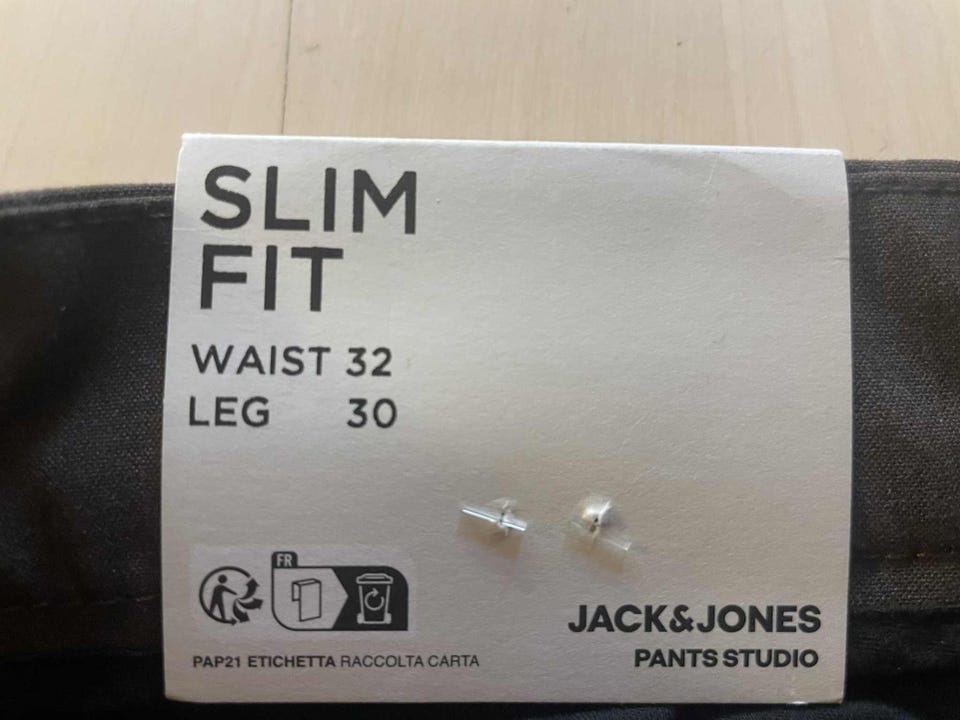 SLIM
FIT
WAIST 32
LEG 30
FR
PAP21 ETICHETTA RACCOLTA CARTA
JACK&JONES
PANTS STUDIO